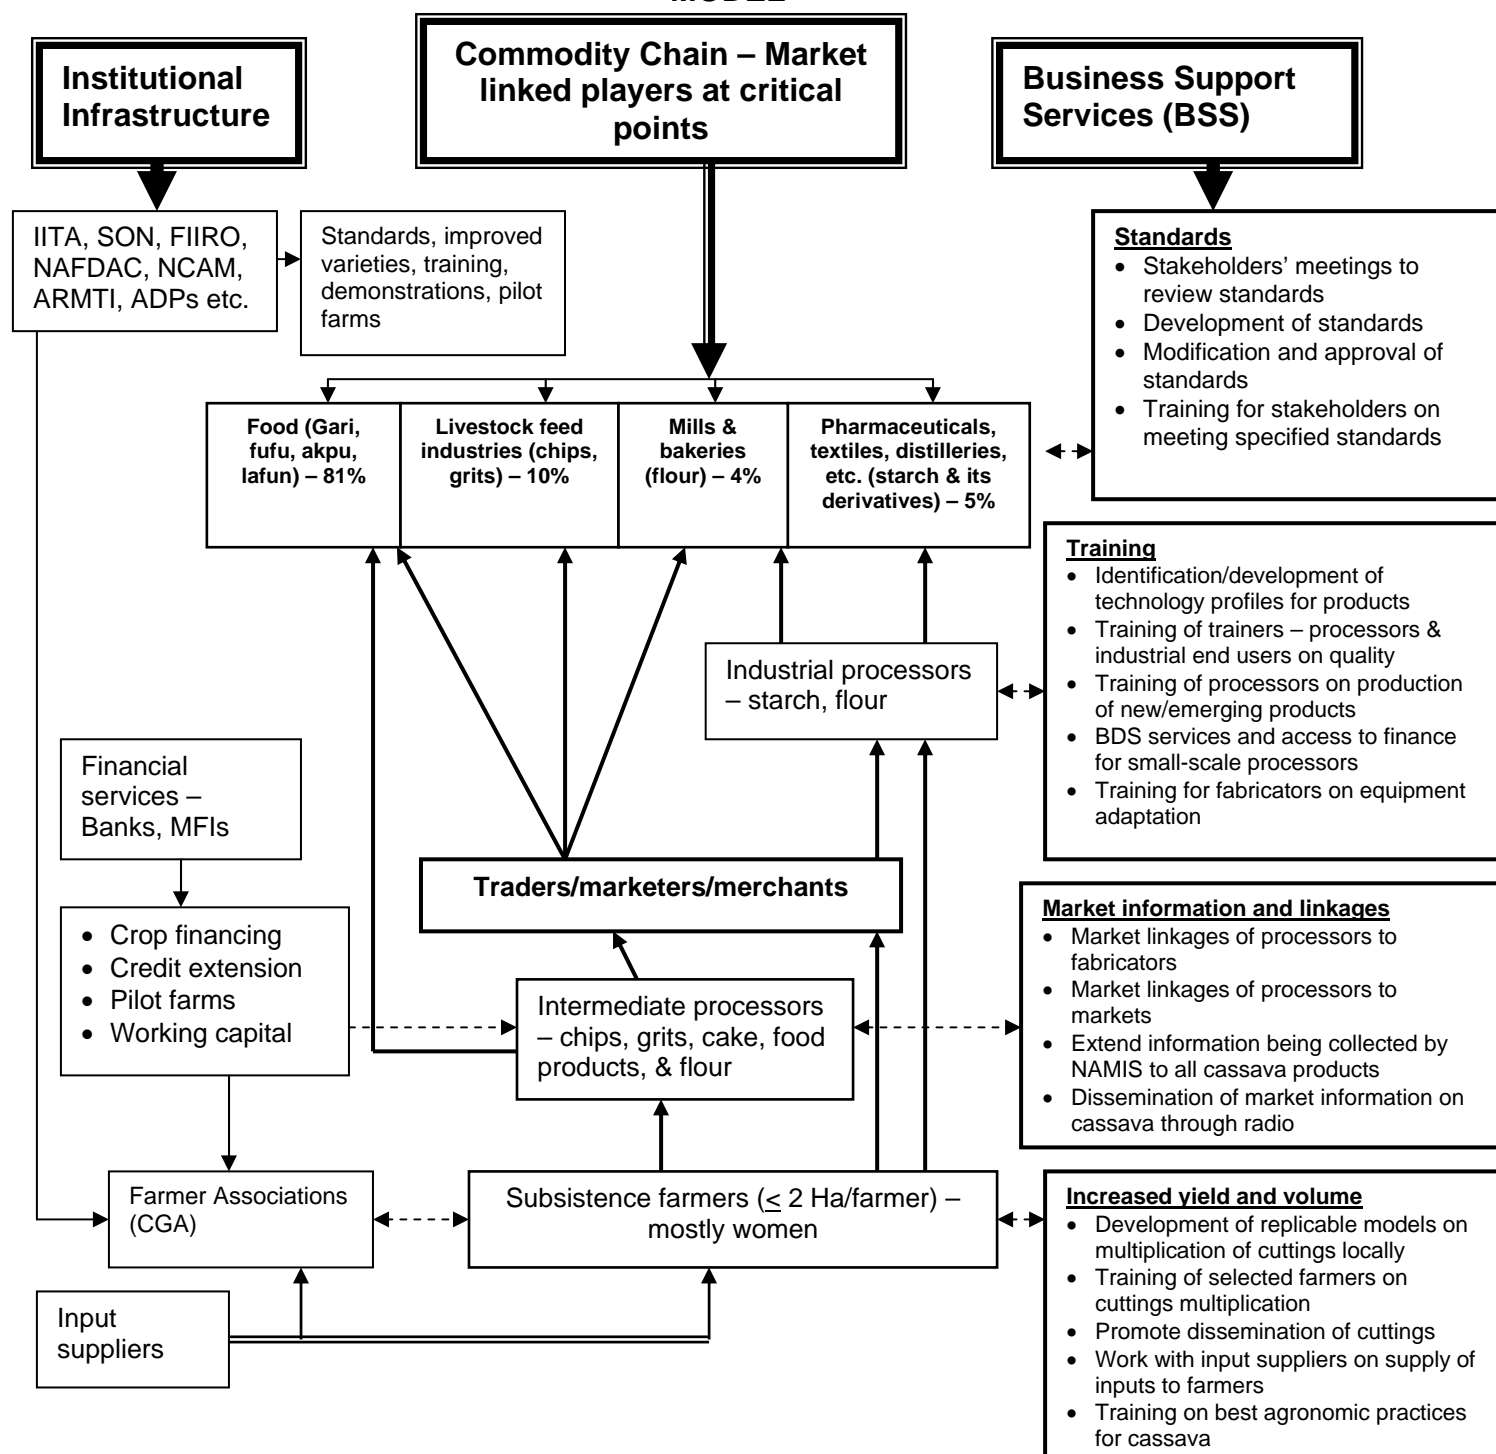 MODEL
Institutional
Infrastructure
Commodity Chain – Market
linked players at critical
points
Business Support
Services (BSS)
IITA, SON, FIIRO,
NAFDAC, NCAM,
ARMTI, ADPs etc.
Standards, improved
varieties, training,
demonstrations, pilot
farms
Standards
• Stakeholders’ meetings to
review standards
• Development of standards
• Modification and approval of
standards
• Training for stakeholders on
meeting specified standards
Food (Gari,
fufu, akpu,
lafun) – 81%
Livestock feed
industries (chips,
grits) – 10%
Mills &
bakeries
(flour) – 4%
Pharmaceuticals,
textiles, distilleries,
etc. (starch & its
derivatives) – 5%
Training
• Identification/development of
technology profiles for products
• Training of trainers – processors &
industrial end users on quality
• Training of processors on production
of new/emerging products
• BDS services and access to finance
for small-scale processors
• Training for fabricators on equipment
adaptation
Industrial processors
– starch, flour
Financial
services –
Banks, MFIs
Traders/marketers/merchants
• Crop financing
• Credit extension
• Pilot farms
• Working capital
Intermediate processors
– chips, grits, cake, food
products, & flour
Market information and linkages
• Market linkages of processors to
fabricators
• Market linkages of processors to
markets
• Extend information being collected by
NAMIS to all cassava products
• Dissemination of market information on
cassava through radio
Farmer Associations
(CGA)
Subsistence farmers (≤ 2 Ha/farmer) –
mostly women
Increased yield and volume
• Development of replicable models on
multiplication of cuttings locally
• Training of selected farmers on
cuttings multiplication
• Promote dissemination of cuttings
• Work with input suppliers on supply of
inputs to farmers
• Training on best agronomic practices
for cassava
Input
suppliers